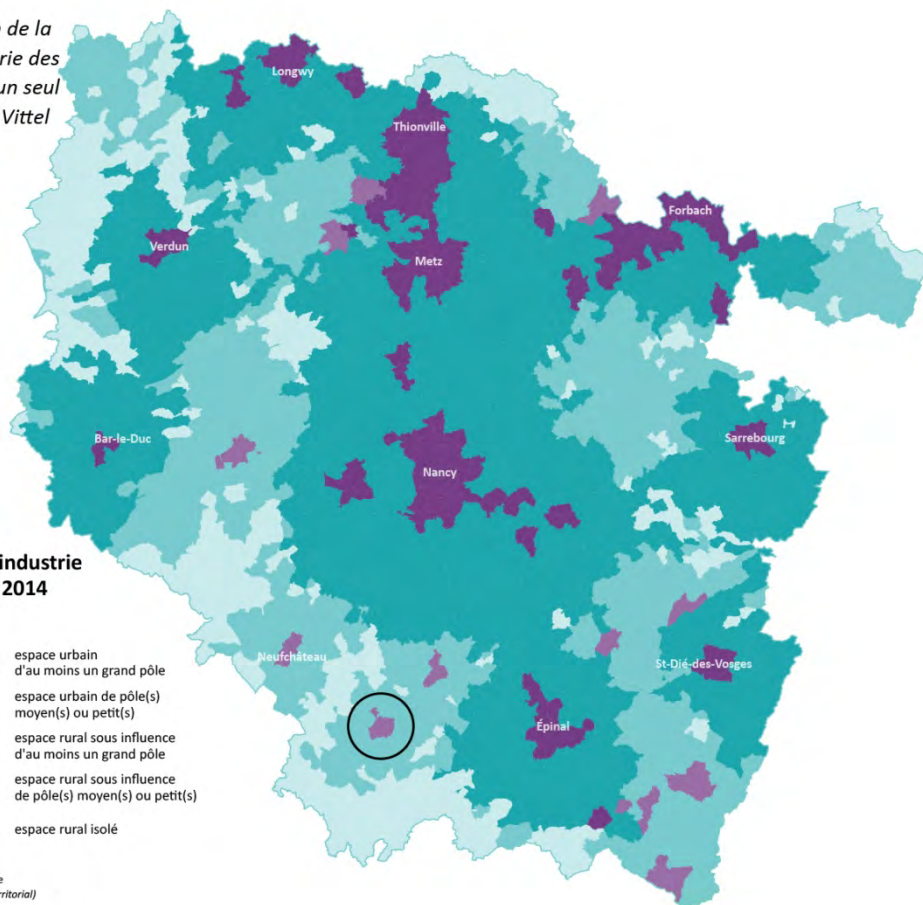 de la
rie des
un seul
Vittel
Longwy
Thionville
Forbach
Verdun
Metz
Bar-le-Duc
Sarrebourg
Nancy
industrie
2014
Neufchâteau
St-Dié-des-Vosges
Épinal
espace urbain
d'au moins un grand pôle
espace urbain de pôle(s)
moyen(s) ou petit(s)
espace rural sous influence
d'au moins un grand pôle
espace rural sous influence
de pôle(s) moyen(s) ou petit(s)
espace rural isolé
e
rritorial)